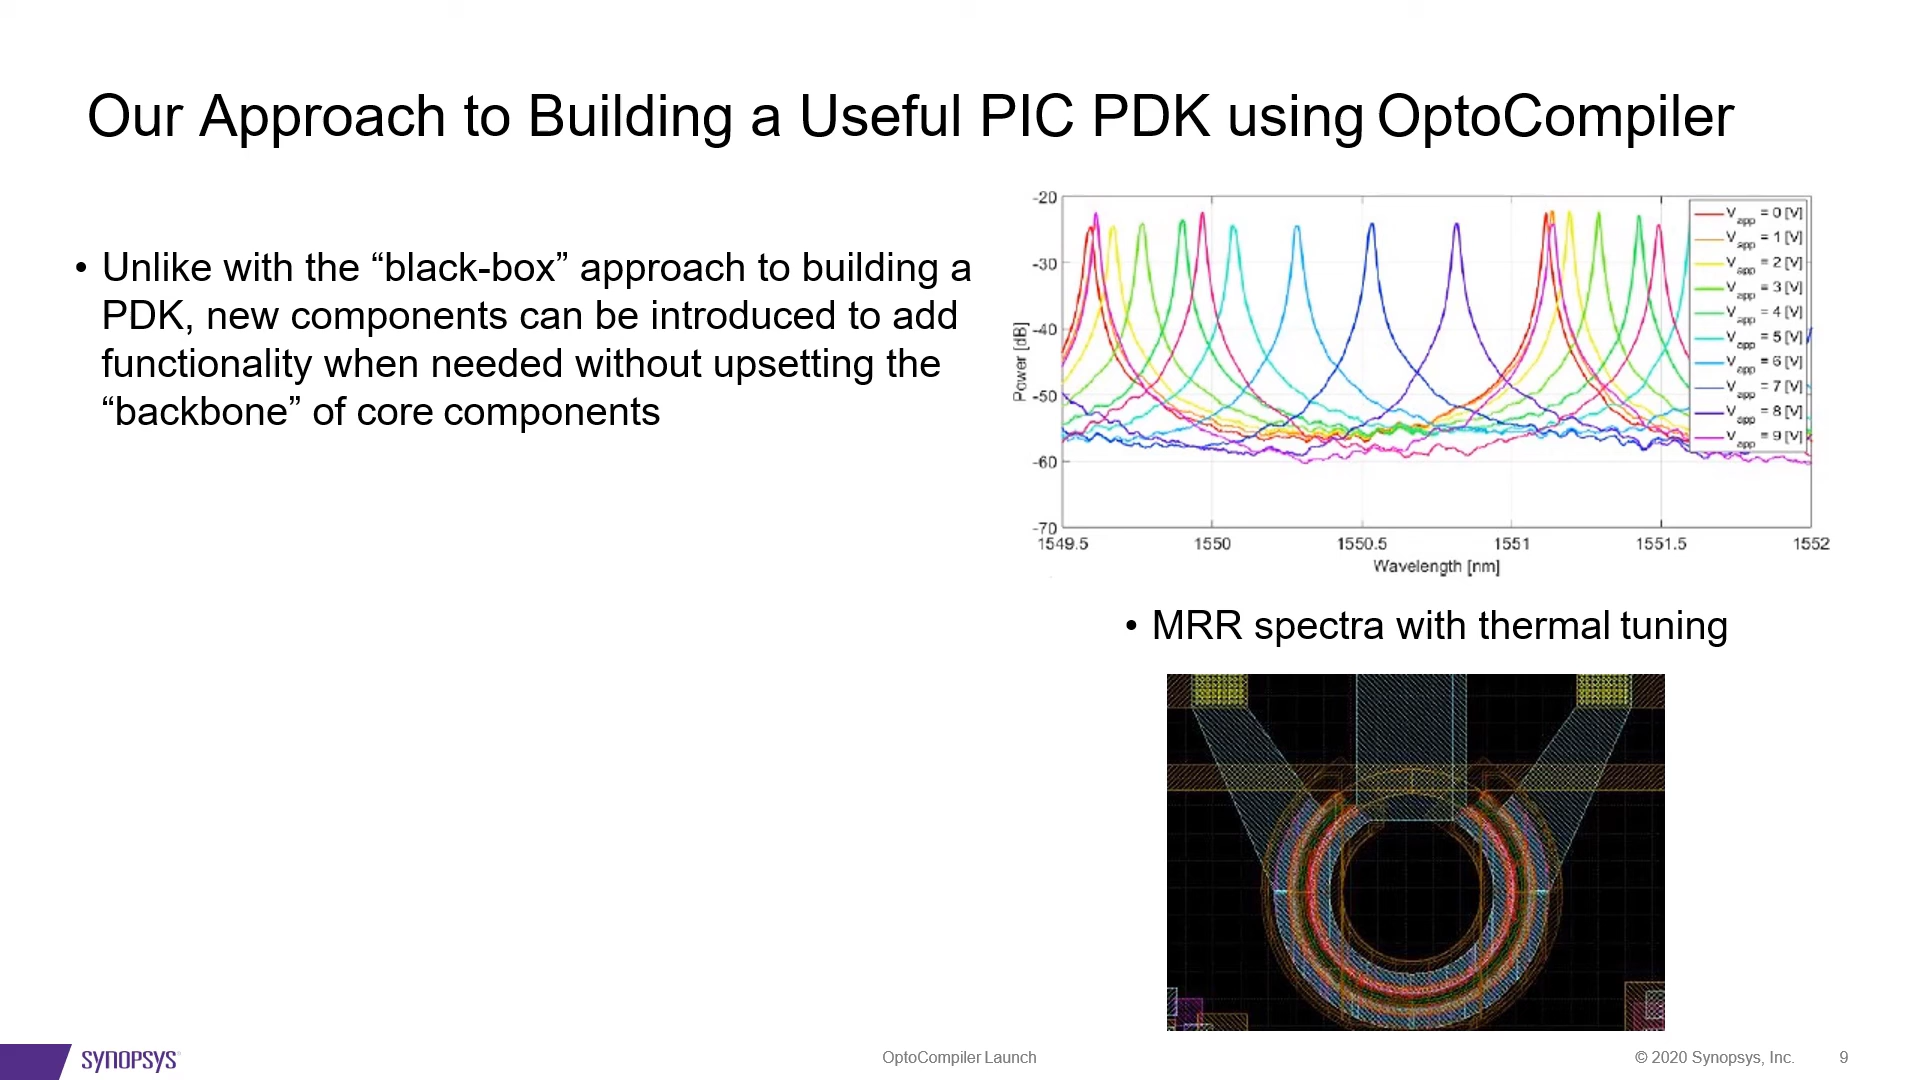 Our Approach to Building a Useful PIC PDK using OptoCompiler
• Unlike with the “black-box” approach to building a
PDK, new components can be introduced to add
functionality when needed without upsetting the
“backbone” of core components
-20
-30
-40
-50
-60
-70
Power [dB]
1549.5 1550 1550.5 1551 1551.5 1552
Wavelength [nm]
V app = 0 [V]
V app = 1 [V]
V app = 2 [V]
V app = 3 [V]
V app = 4 [V]
V app = 5 [V]
V app = 6 [V]
V app = 7 [V]
V app = 8 [V]
V app = 9 [V]
• MRR spectra with thermal tuning
SYNOPSYS
OptoCompiler Launch
© 2020 Synopsys, Inc.
9